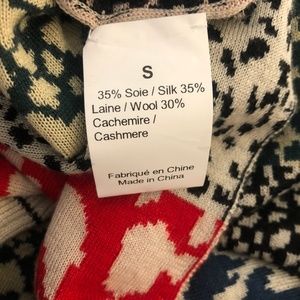 S
35% Soie / Silk 35%
Laine / Wool 30%
Cachemire /
Cashmere
Fabriqué en Chine
Made in China